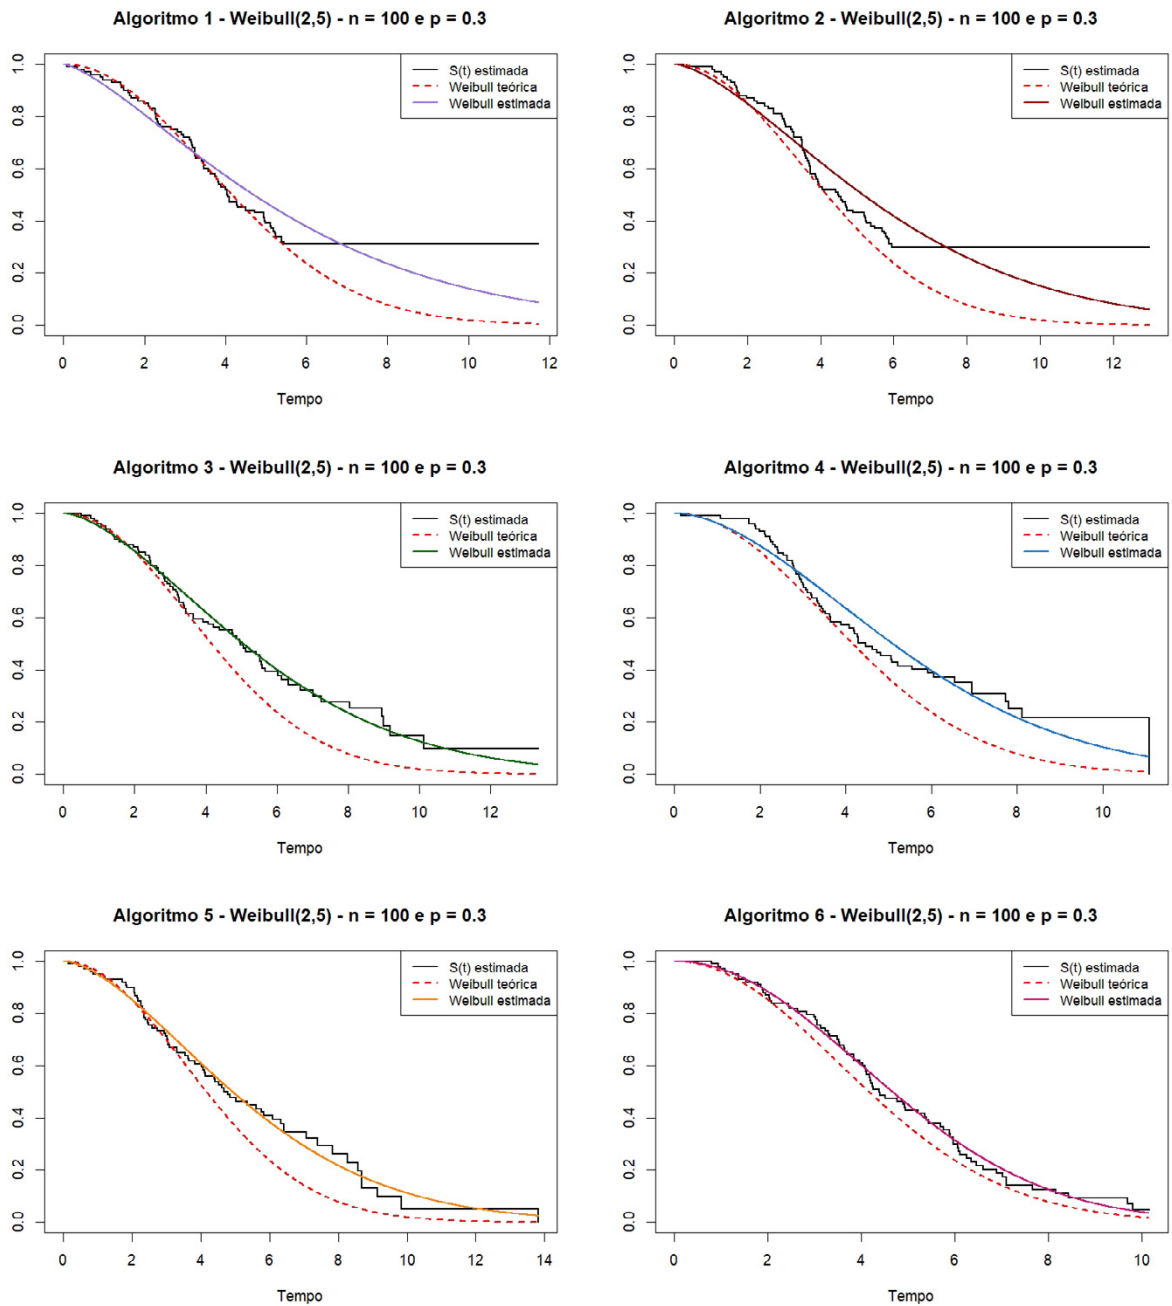 Algoritmo 1 - Weibull(2,5) - n = 100 e p = 0.3
S(t) estimada
Weibull teórica
Weibull estimada
1.0
0.8
0.6
0.4
0.2
0.0
0 2 4 6 8 10 12
Tempo
Algoritmo 2 - Weibull(2,5) - n = 100 e p = 0.3
S(t) estimada
Weibull teórica
Weibull estimada
1.0
0.8
0.6
0.4
0.2
0.0
0 2 4 6 8 10 12
Tempo
Algoritmo 3 - Weibull(2,5) - n = 100 e p = 0.3
S(t) estimada
Weibull teórica
Weibull estimada
1.0
0.8
0.6
0.4
0.2
0.0
0 2 4 6 8 10 12
Tempo
Algoritmo 4 - Weibull(2,5) - n = 100 e p = 0.3
S(t) estimada
Weibull teórica
Weibull estimada
1.0
0.8
0.6
0.4
0.2
0.0
0 2 4 6 8 10
Tempo
Algoritmo 5 - Weibull(2,5) - n = 100 e p = 0.3
S(t) estimada
Weibull teórica
Weibull estimada
1.0
0.8
0.6
0.4
0.2
0.0
0 2 4 6 8 10 12 14
Tempo
Algoritmo 6 - Weibull(2,5) - n = 100 e p = 0.3
S(t) estimada
Weibull teórica
Weibull estimada
1.0
0.8
0.6
0.4
0.2
0.0
0 2 4 6 8 10
Tempo